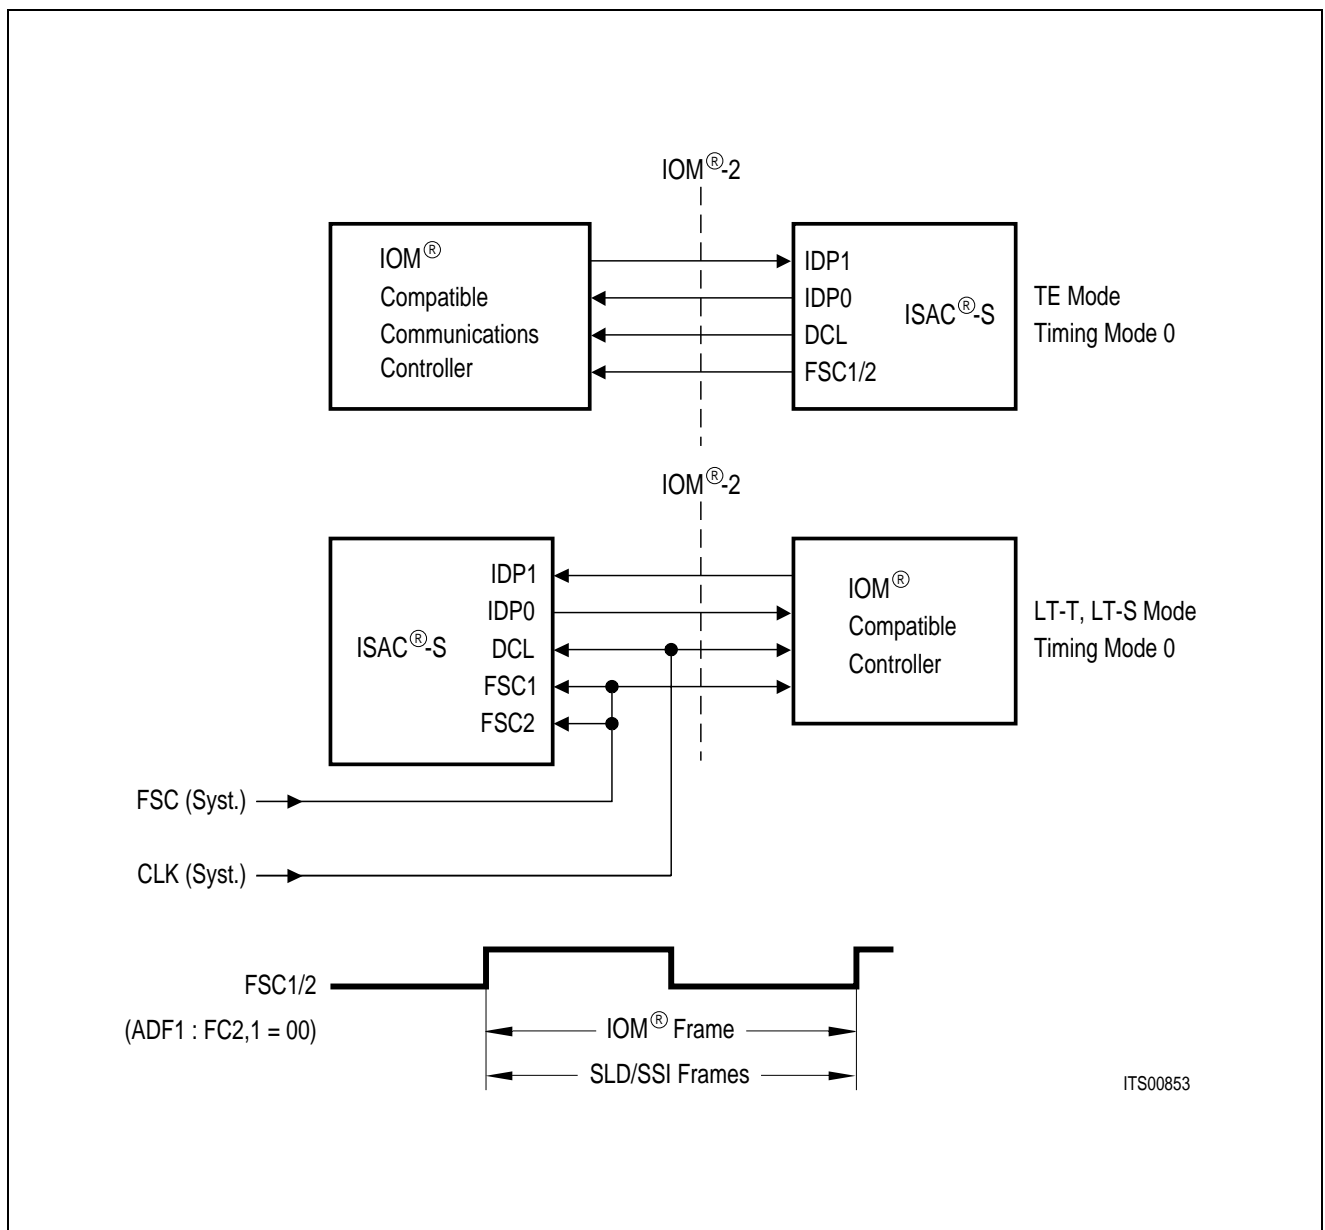 IOM®-2
IOM®
Compatible
Communications
Controller
IDP1
IDP0
DCL
FSC1/2
ISAC®-S
TE Mode
Timing Mode 0
IOM®-2
ISAC®-S
IDP1
IDP0
DCL
FSC1
FSC2
IOM®
Compatible
Controller
LT-T, LT-S Mode
Timing Mode 0
FSC (Syst.)
CLK (Syst.)
FSC1/2
(ADF1 : FC2,1 = 00)
IOM® Frame
SLD/SSI Frames
ITS00853